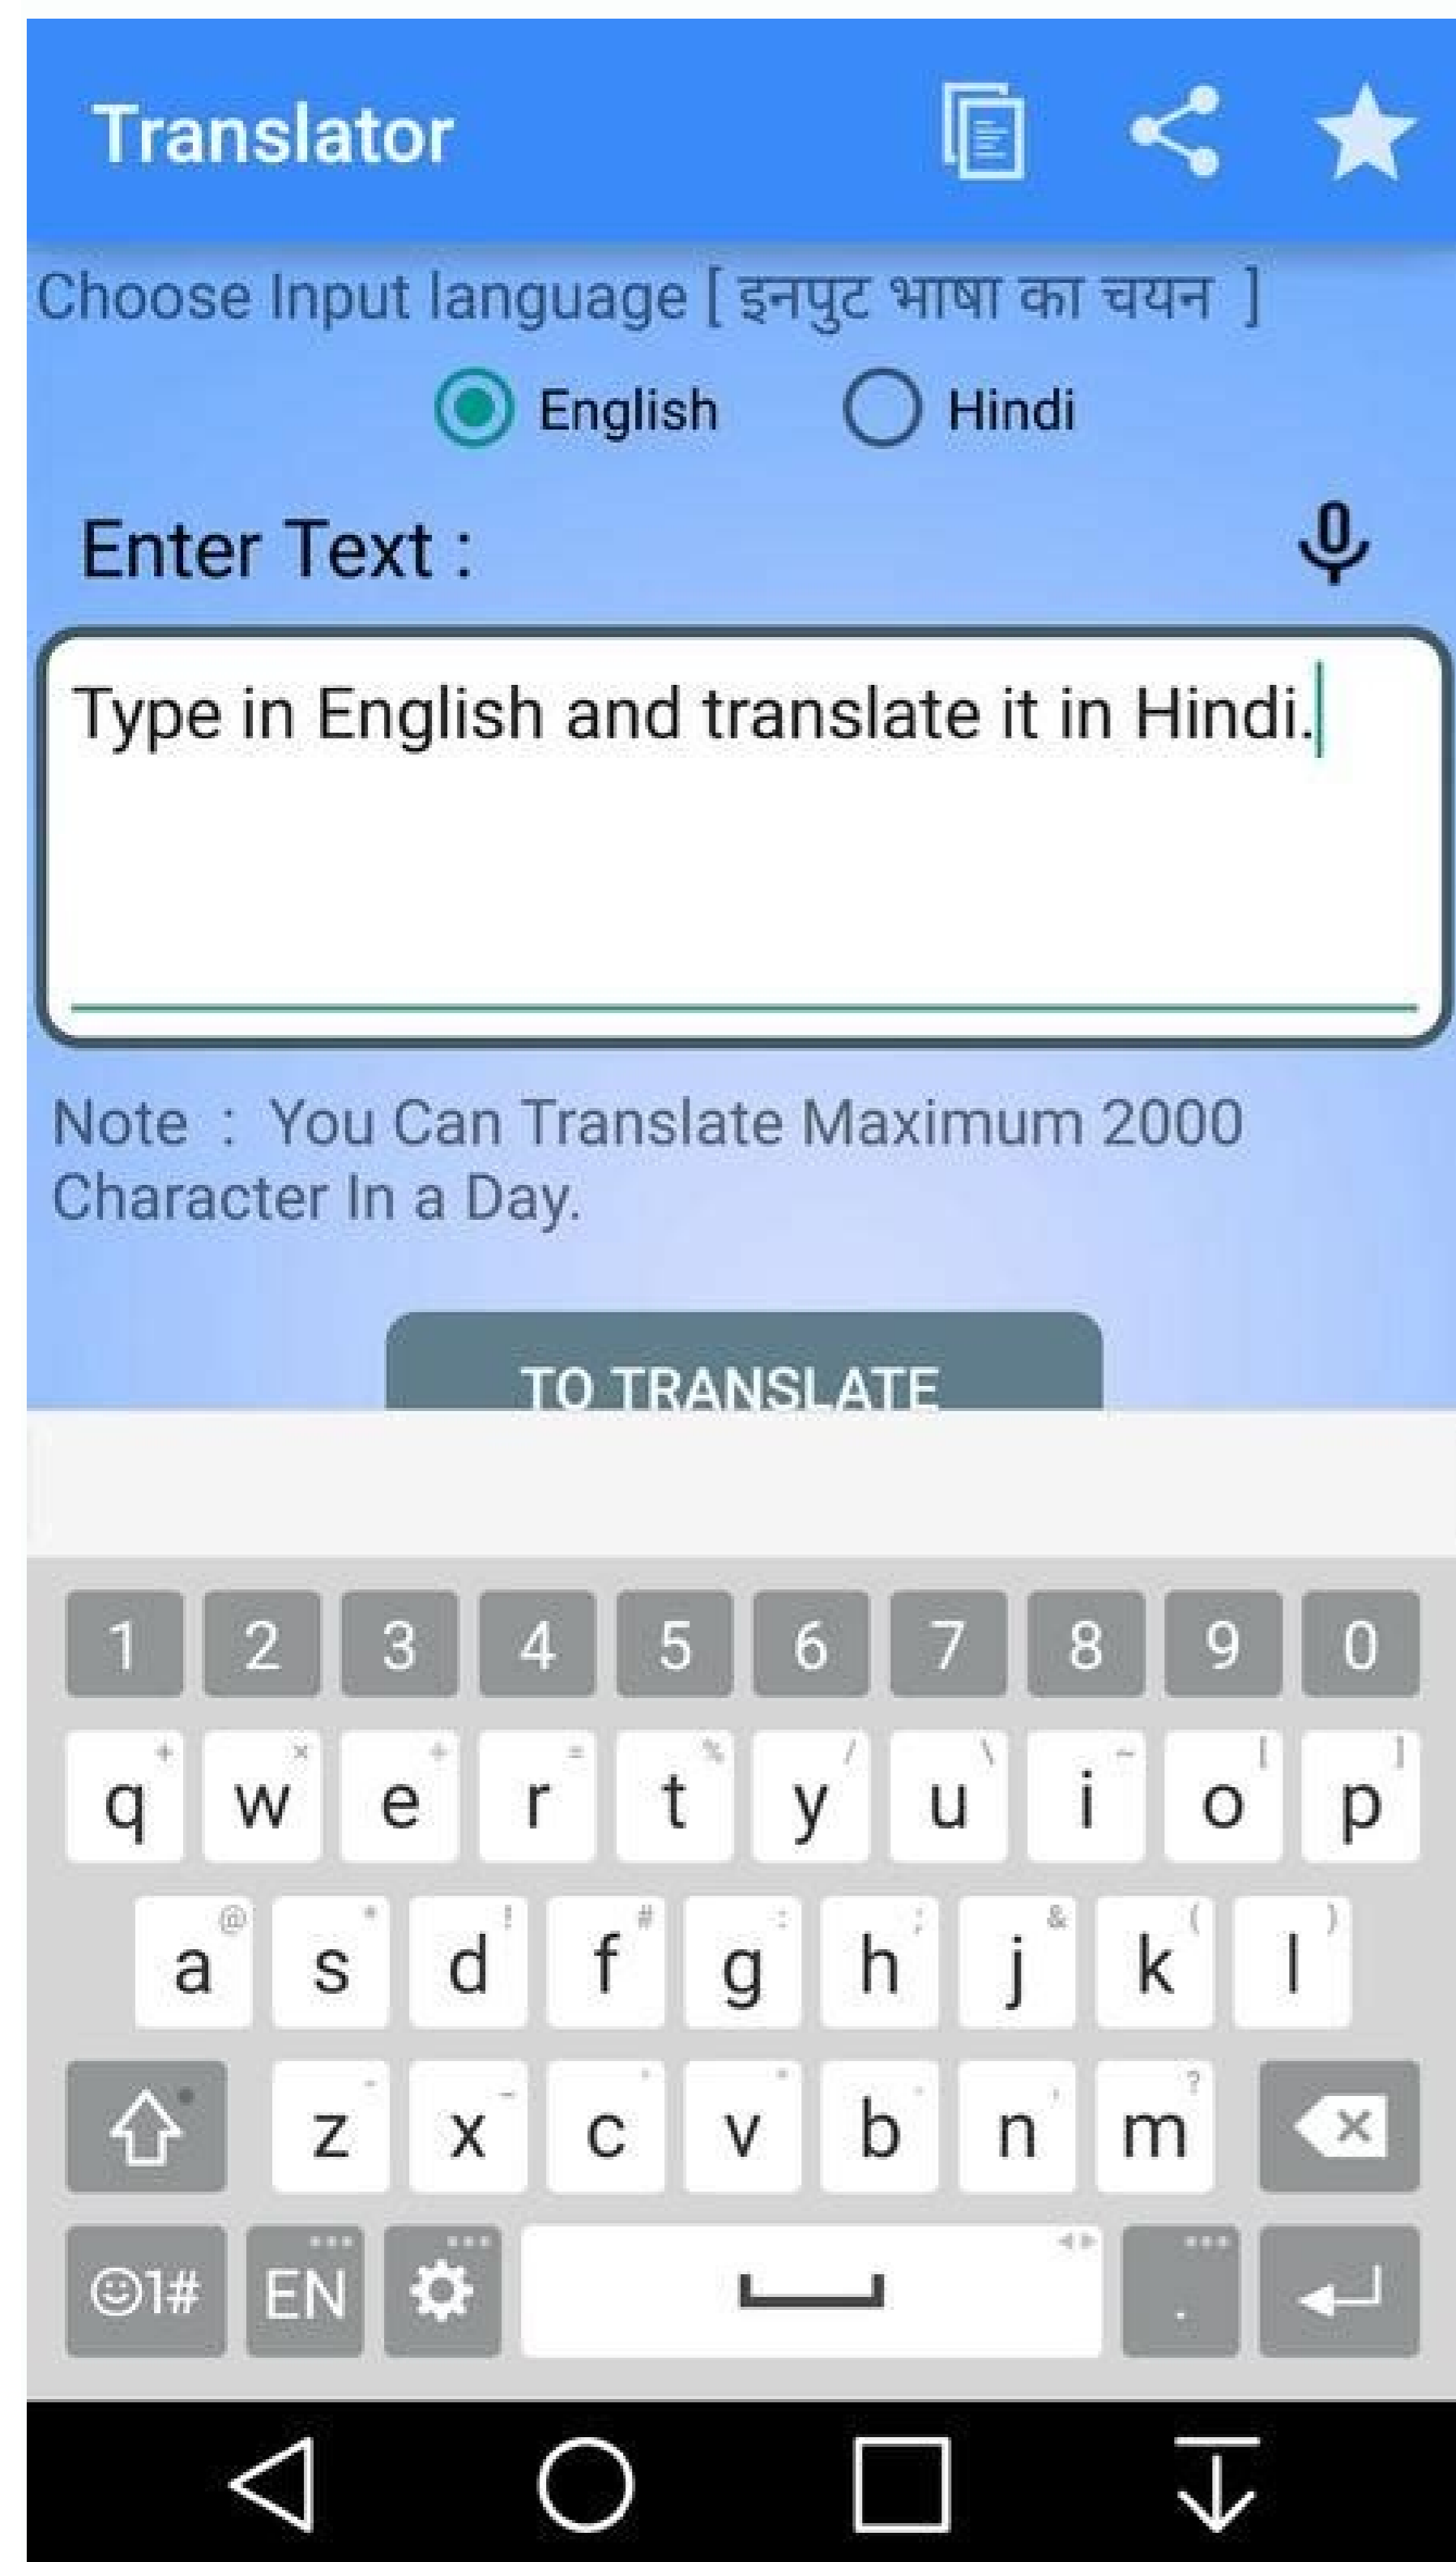 Translator
Choose Input language [ इनपुट भाषा का चयन ]
English Hindi
Enter Text :
Type in English and translate it in Hindi.
Note : You Can Translate Maximum 2000
Character In a Day.
TO TRANSLATE
1 2 3 4 5 6 7 8 9 0
q w e r t y u i o p
a s d f g h j k l
z x c v b n m
1# EN .